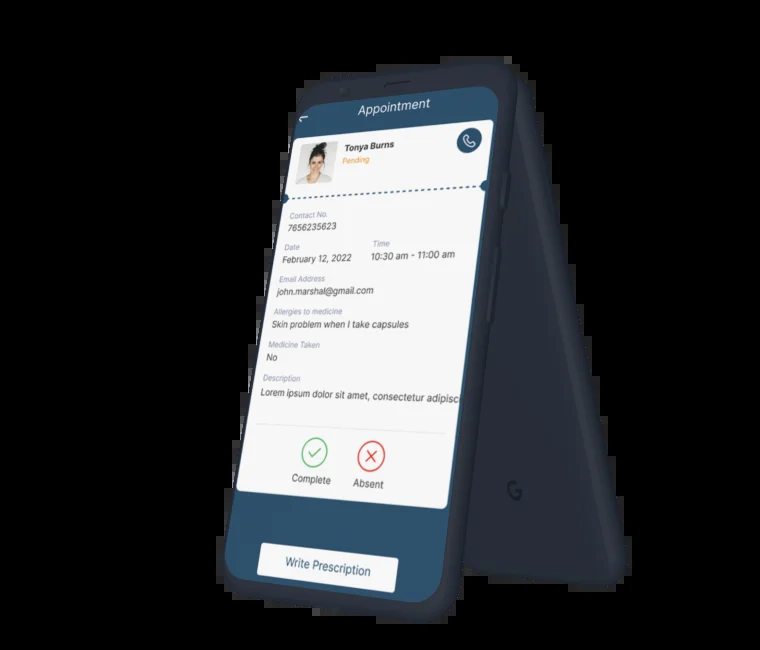 Appointment
Tonya Burns
Pending
Contact No.
7656235623
Date Time
February 12, 2022 10:30 am - 11:00 am
Email Address
john.marshal@gmail.com
Allergies to medicine
Skin problem when I take capsules
Medicine Taken
No
Description
Lorem ipsum dolor sit amet, consectetur adipisci
Complete Absent
Write Prescription
G